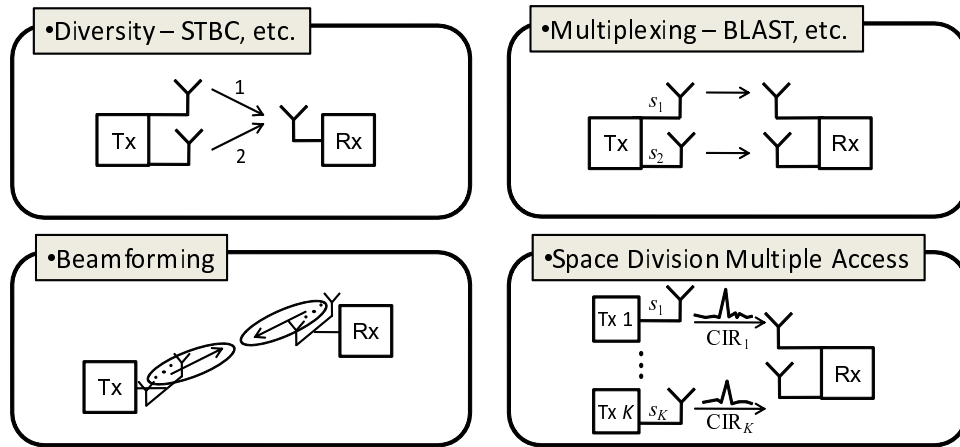 •Diversity – STBC, etc.
1
Tx
Rx
2
•Multiplexing – BLAST, etc.
s1
Tx
s2
Rx
•Beamforming
Rx
Tx
•Space Division Multiple Access
Tx 1
s1
CIR1
Rx
Tx K
sK
CIRK